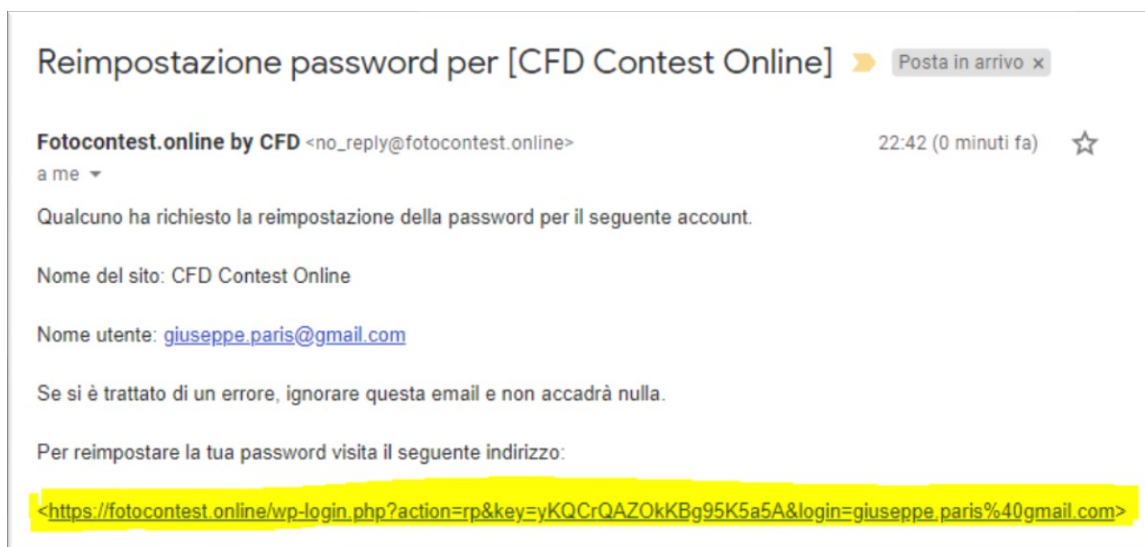 Reimpostazione password per [CFD Contest Online] Posta in arrivo x
Fotocontest.online by CFD <no_reply@fotocontest.online> 22:42 (0 minuti fa)
a me
Qualcuno ha richiesto la reimpostazione della password per il seguente account.
Nome del sito: CFD Contest Online
Nome utente: giuseppe.paris@gmail.com
Se si è trattato di un errore, ignorare questa email e non accadrà nulla.
Per reimpostare la tua password visita il seguente indirizzo:
<https://fotocontest.online/wp-login.php?action=rp&key=yKQCrQAZOkKBg95K5a5A&login=giuseppe.paris%40gmail.com>